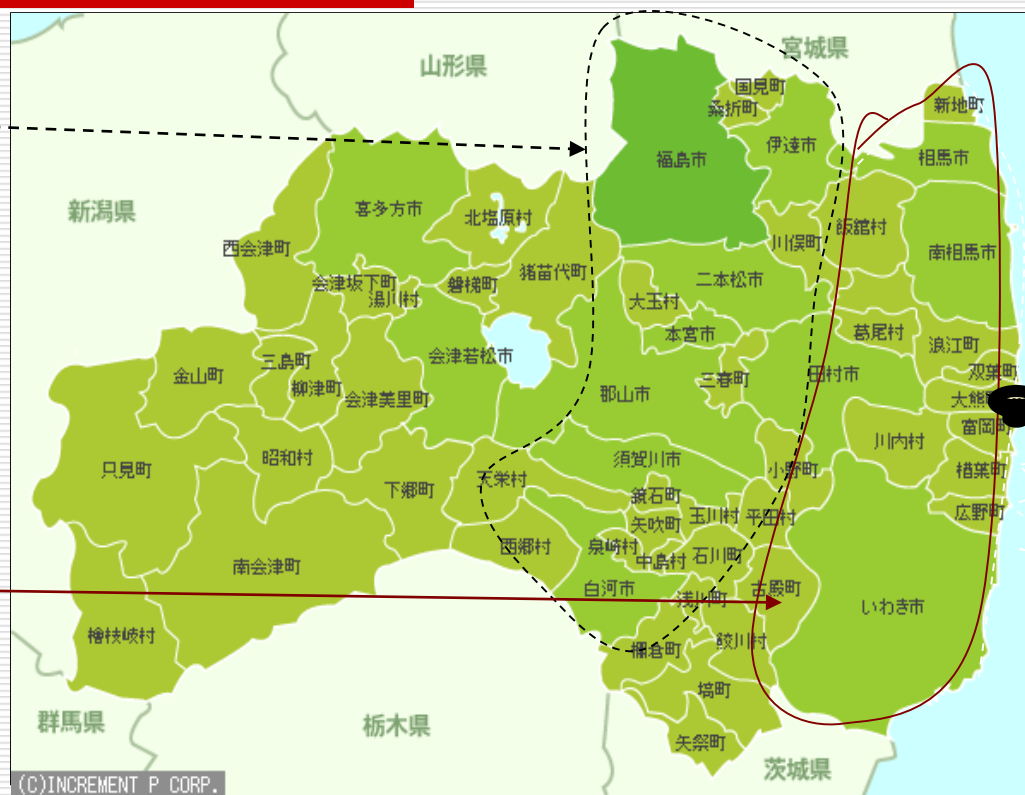 宮城県
山形県
国見町
桑折町
新地町
伊達市
福島市
相馬市
新潟県
喜多方市
北塩原村
川俣町
飯舘村
西会津町
南相馬市
猪苗代町
二本松市
会津坂下町
磐梯町
湯川村
大玉村
本宮市
葛尾村
浪江町
会津若松市
三島町
金山町
柳津町
会津美里町
郡山市
三春町
田村市
双葉町
大熊
富岡町
川内村
昭和村
只見町
須賀川市
小野町
楢葉町
天栄村
下郷町
鏡石町
玉川村
平田村
広野町
矢吹町
西郷村
泉崎村
中島村
石川町
南会津町
白河市
浅川町
古殿町
いわき市
檜枝岐村
棚倉町
鮫川村
塙町
群馬県
栃木県
矢祭町
茨城県
(C)INCREMENT P CORP.